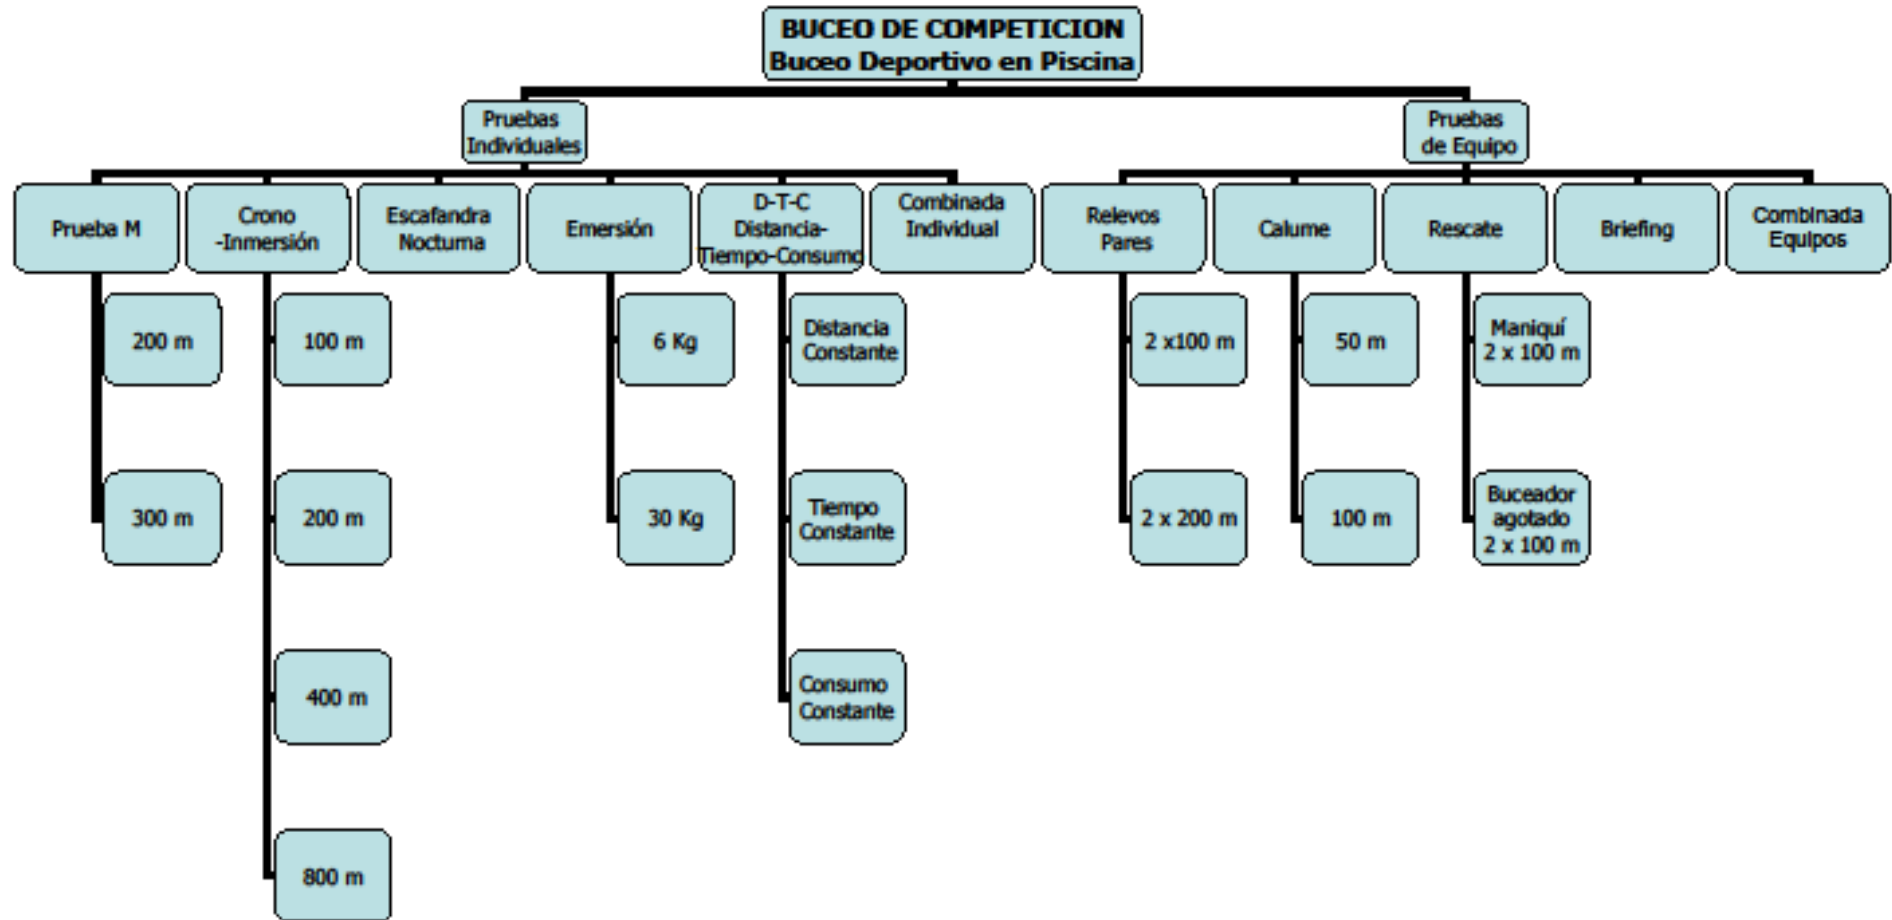 BUCEO DE COMPETICION
Buceo Deportivo en Piscina
Pruebas
Individuales
Pruebas
de Equipo
Prueba M
Crono
-Inmersión
Escafandra
Nocturna
Emersión
D-T-C
Distancia-
Tiempo-Consumo
Combinada
Individual
Relevos
Pares
Calume
Rescate
Briefing
Combinada
Equipos
200 m
100 m
6 Kg
Distancia
Constante
2 x100 m
50 m
Maniquí
2 x 100 m
300 m
200 m
30 Kg
Tiempo
Constante
2 x 200 m
100 m
Buceador
agotado
2 x 100 m
400 m
Consumo
Constante
800 m